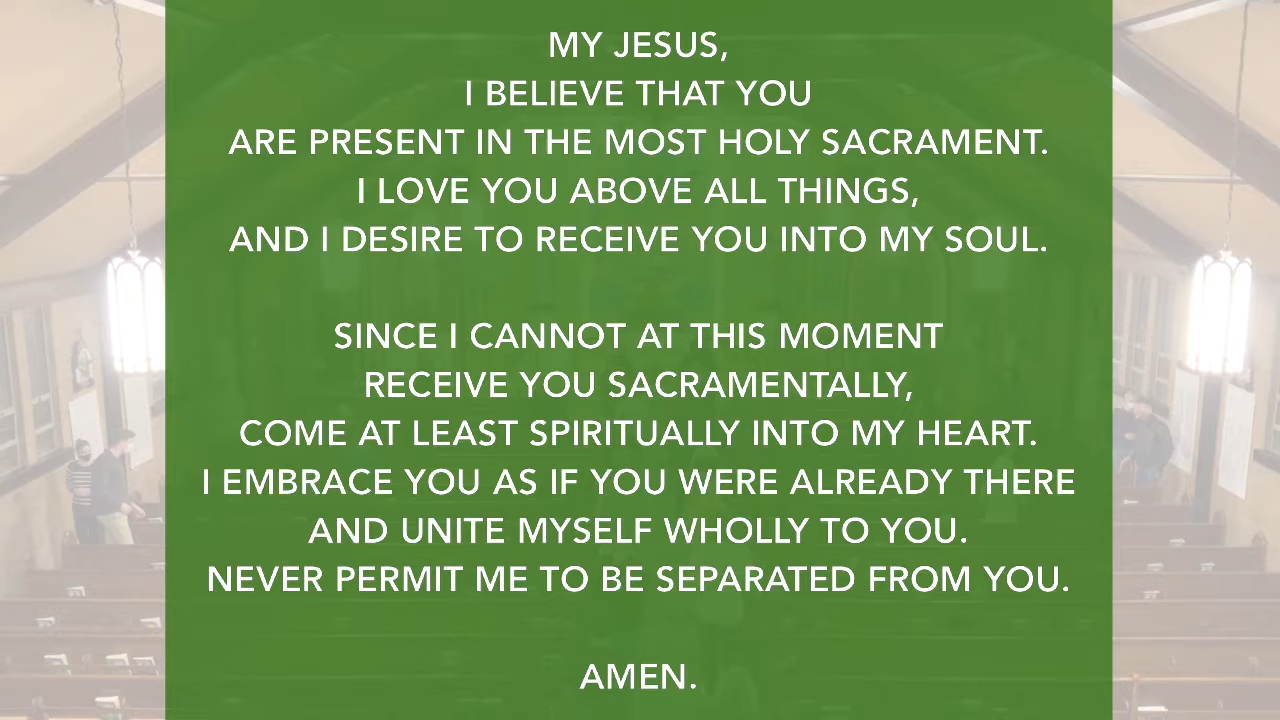 MY JESUS,
I BELIEVE THAT YOU
ARE PRESENT IN THE MOST HOLY SACRAMENT.
I LOVE YOU ABOVE ALL THINGS,
AND I DESIRE TO RECEIVE YOU INTO MY SOUL.
SINCE I CANNOT AT THIS MOMENT
RECEIVE YOU SACRAMENTALLY,
COME AT LEAST SPIRITUALLY INTO MY HEART.
I EMBRACE YOU AS IF YOU WERE ALREADY THERE
AND UNITE MYSELF WHOLLY TO YOU.
NEVER PERMIT ME TO BE SEPARATED FROM YOU.
AMEN.